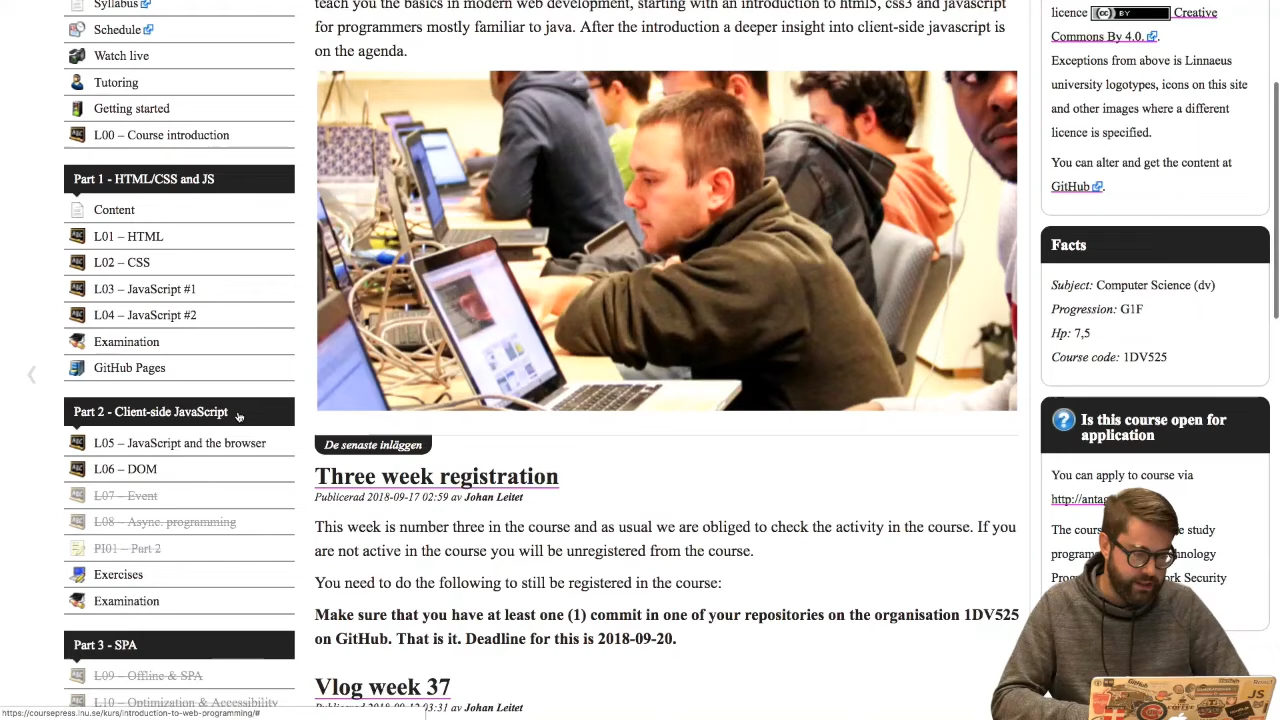 Syllabus
Schedule
Watch live
Tutoring
Getting started
L00 – Course introduction
Part 1 - HTML/CSS and JS
Content
L01 – HTML
L02 – CSS
L03 – JavaScript #1
L04 – JavaScript #2
Examination
GitHub Pages
Part 2 - Client-side JavaScript
L05 – JavaScript and the browser
L06 – DOM
L07 – Event
L08 – Async. programming
PI01 – Part 2
Exercises
Examination
Part 3 - SPA
L09 – Offline & SPA
L10 – Optimization & Accessibility
https://coursepress.lnu.se/kurs/introduction-to-web-programming/#
teach you the basics in modern web development, starting with an introduction to html5, css3 and javascript
for programmers mostly familiar to java. After the introduction a deeper insight into client-side javascript is
on the agenda.
De senaste inläggen
Three week registration
Publicerad 2018-09-17 02:59 av Johan Leitet
This week is number three in the course and as usual we are obliged to check the activity in the course. If you
are not active in the course you will be unregistered from the course.
You need to do the following to still be registered in the course:
Make sure that you have at least one (1) commit in one of your repositories on the organisation 1DV525
on GitHub. That is it. Deadline for this is 2018-09-20.
Vlog week 37
Publicerad 2018-09-12 03:31 av Johan Leitet
licence cc BY Creative
Commons By 4.0.
Exceptions from above is Linnaeus
university logotypes, icons on this site
and other images where a different
licence is specified.
You can alter and get the content at
GitHub.
Facts
Subject: Computer Science (dv)
Progression: G1F
Hp: 7,5
Course code: 1DV525
Is this course open for
application
You can apply to course via
http://antag
The cours study
program nology
Prog rk Security
JS